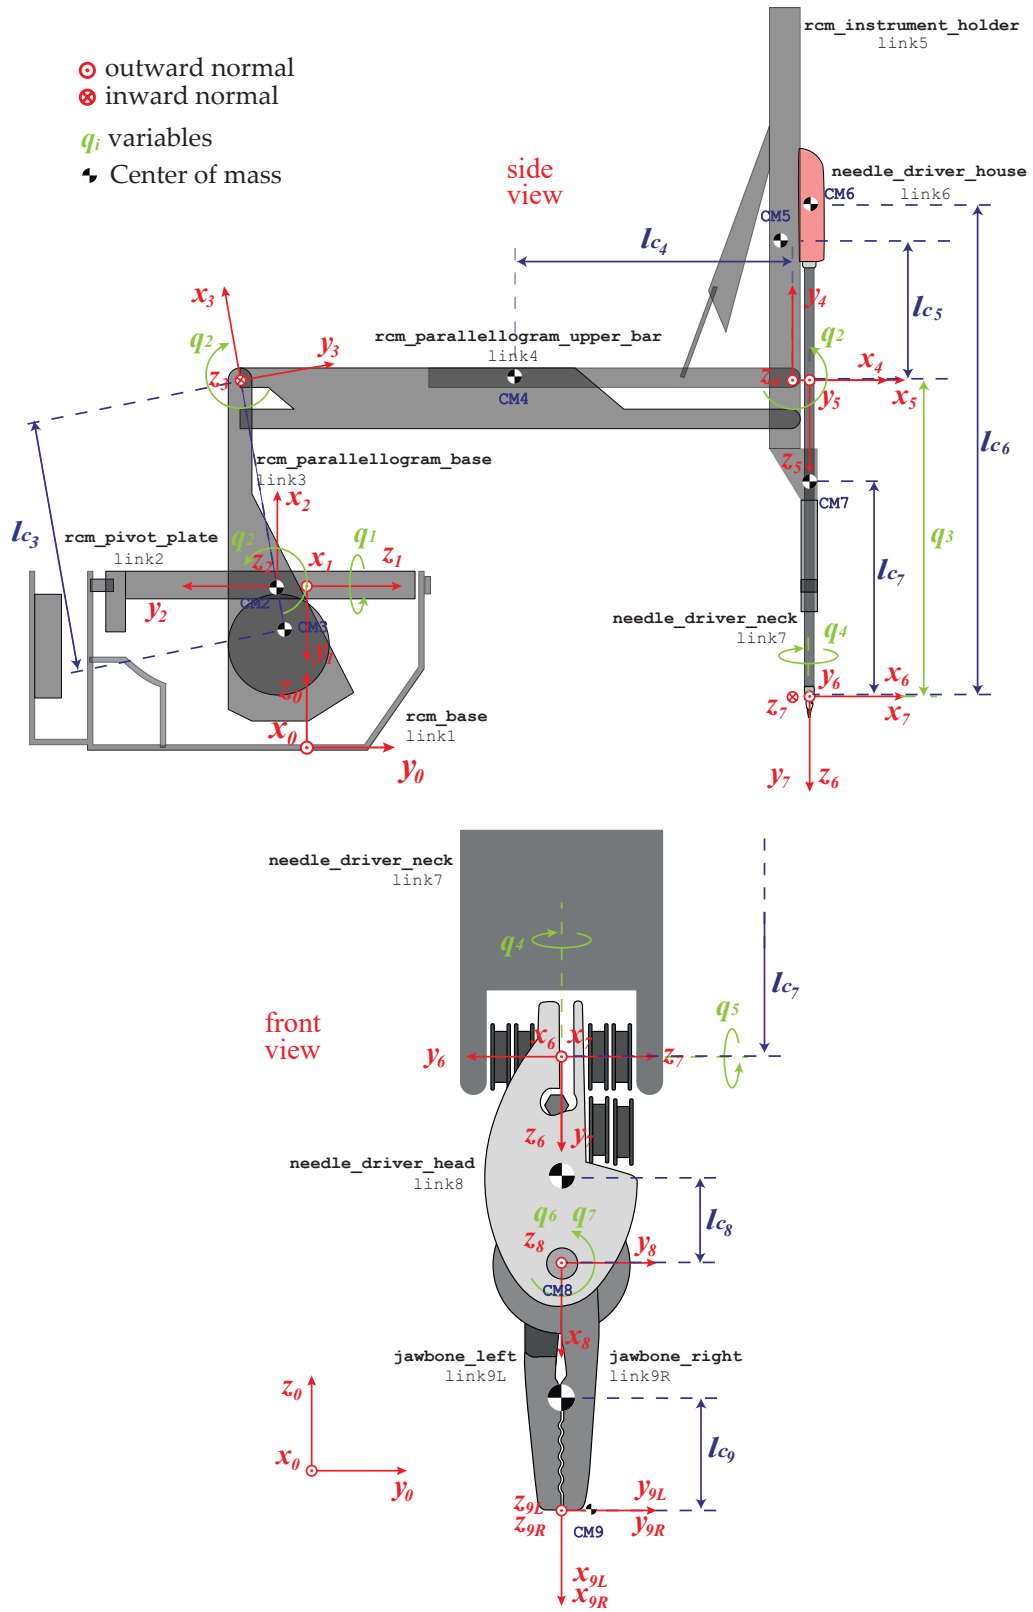 rcm_instrument_holder
link5
outward normal
inward normal
qi variables
Center of mass
side
view
needle_driver_house
link6
CM6
CM5
lc4
lc5
x3
y4
q2
y3
rcm_parallellogram_upper_bar
link4
q2
z3
z4
x4
x5
y5
CM4
lc6
rcm_parallellogram_base
link3
z5
CM7
x2
lc3
q3
rcm_pivot_plate
link2
q2
q1
z2
x1
z1
lc7
y2
CM2
CM3
needle_driver_neck
link7
q4
y1
z0
y6
x6
z7
x7
rcm_base
link1
x0
y0
y7
z6
needle_driver_neck
link7
q4
lc7
front
view
q5
x6
x7
y6
z7
z6
y7
needle_driver_head
link8
q6
q7
lc8
z8
y8
CM8
x8
jawbone_left
link9L
jawbone_right
link9R
z0
lc9
x0
y0
z9L
z9R
y9L
y9R
CM9
x9L
x9R